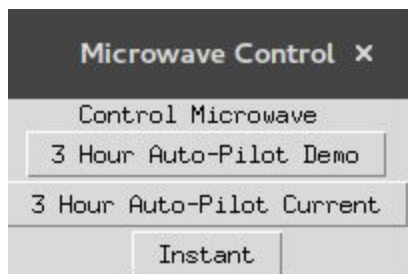 Microwave Control ×
Control Microwave
3 Hour Auto-Pilot Demo
3 Hour Auto-Pilot Current
Instant